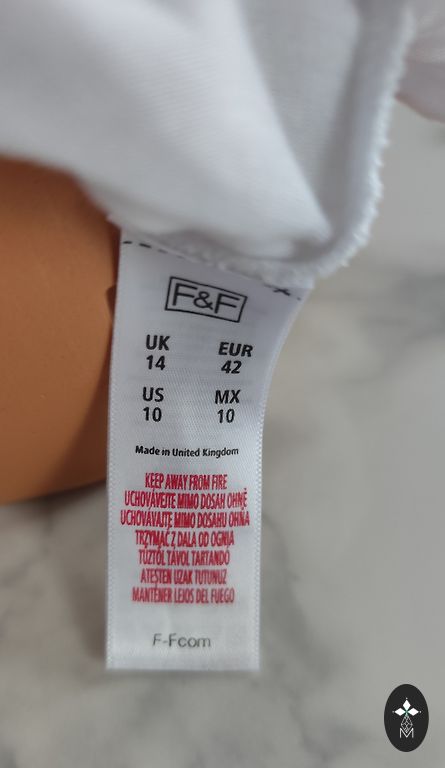 F&F
UK EUR
14 42
US MX
10 10
Made in United Kingdom
KEEP AWAY FROM FIRE
UCHOVÁVEJTE MIMO DOSAH OHNĚ
UCHOVÁVAJTE MIMO DOSAHU OHŇA
TRZYMAĆ Z DALA OD OGNIA
TŰZTŐL TÁVOL TARTANDÓ
ATEŞTEN UZAK TUTUNUZ
MANTENER LEJOS DEL FUEGO
F-Fcom
M